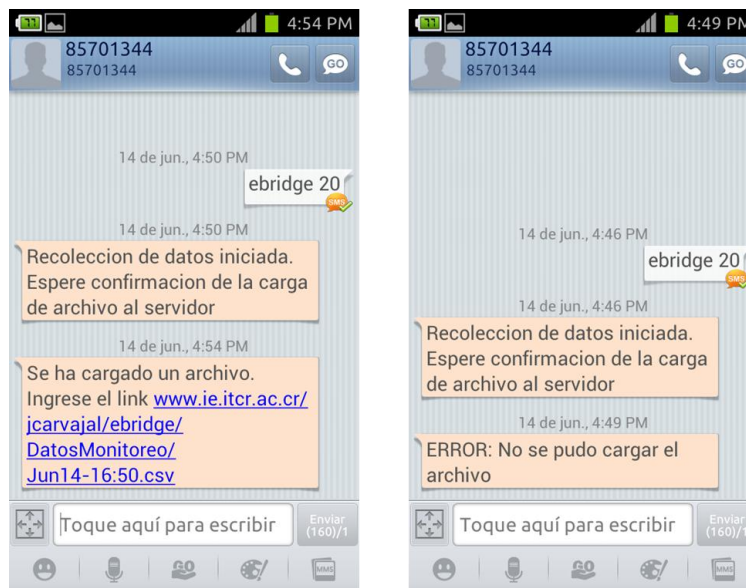 77
4:54 PM
85701344
85701344
GO
14 de jun., 4:50 PM
ebridge 20
SMS
14 de jun., 4:50 PM
Recoleccion de datos iniciada.
Espere confirmacion de la carga
de archivo al servidor
14 de jun., 4:54 PM
Se ha cargado un archivo.
Ingrese el link www.ie.itcr.ac.cr/
jcarvajal/ebridge/
DatosMonitoreo/
Jun14-16:50.csv
Toque aquí para escribir
Enviar
(160)/1
GO
MMS
77
4:49 PM
85701344
85701344
GO
14 de jun., 4:46 PM
ebridge 20
SMS
14 de jun., 4:46 PM
Recoleccion de datos iniciada.
Espere confirmacion de la carga
de archivo al servidor
14 de jun., 4:49 PM
ERROR: No se pudo cargar el
archivo
Toque aquí para escribir
Enviar
(160)/1
GO
MMS